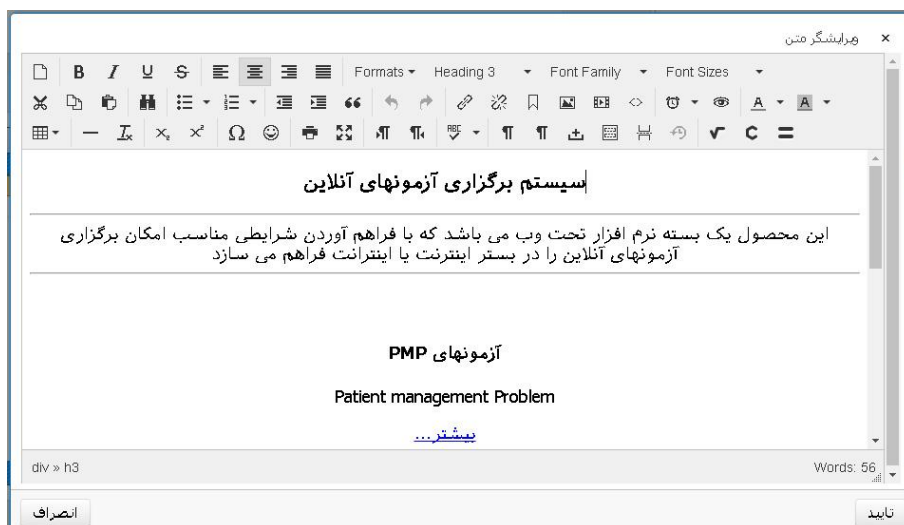 ویرایشگر متن ×
Formats Heading 3 Font Family Font Sizes
سیستم برگزاری آزمونهای آنلاین
این محصول یک بسته نرم افزار تحت وب می باشد که با فراهم آوردن شرایطی مناسب امکان برگزاری
آزمونهای آنلاین را در بستر اینترنت یا اینترانت فراهم می سازد
آزمونهای PMP
Patient management Problem
بیشتر...
div » h3 Words: 56
تایید انصراف